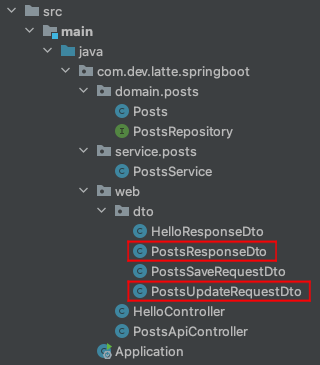 src
main
java
com.dev.latte.springboot
domain.posts
Posts
PostsRepository
service.posts
PostsService
web
dto
HelloResponseDto
PostsResponseDto
PostsSaveRequestDto
PostsUpdateRequestDto
HelloController
PostsApiController
Application